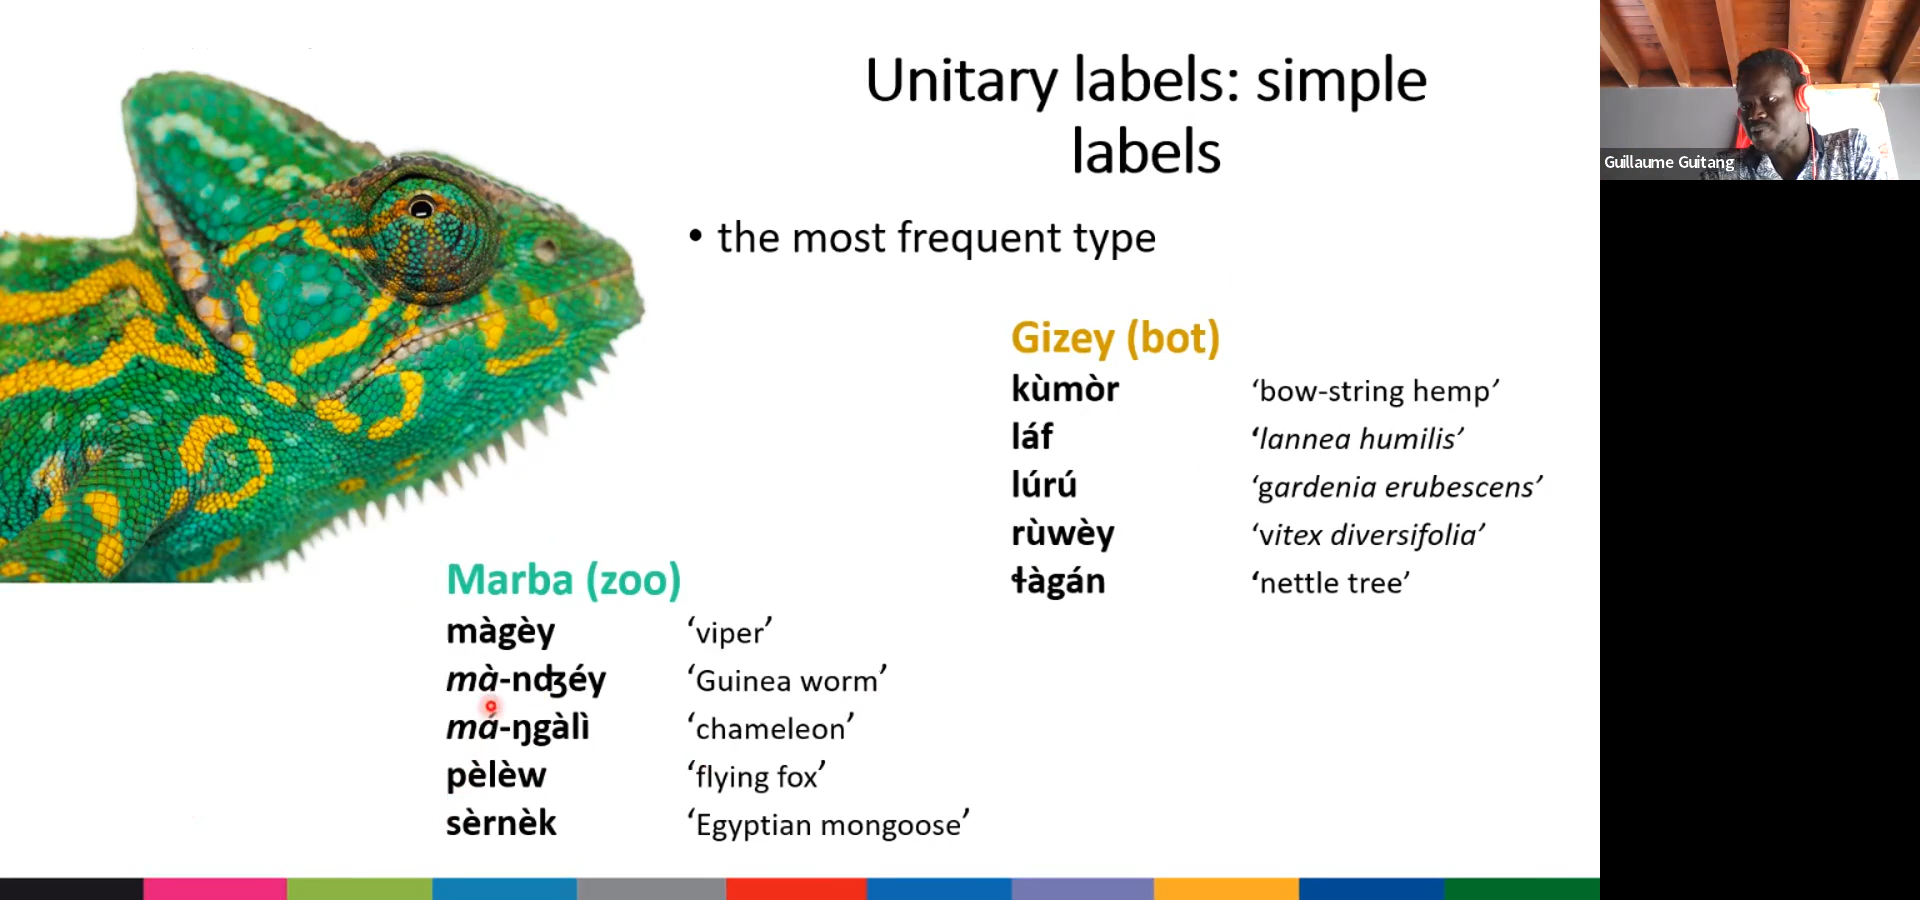 Unitary labels: simple
labels
• the most frequent type
Gizey (bot)
kùmòr ‘bow-string hemp’
láf ‘lannea humilis’
lúrú ‘gardenia erubescens’
rùwèy ‘vitex diversifolia’
ɬàgán ‘nettle tree’
Marba (zoo)
màgèy ‘viper’
mà-nʤéy ‘Guinea worm’
má-ŋgàlì ‘chameleon’
pèlèw ‘flying fox’
sèrnèk ‘Egyptian mongoose’
Guillaume Guitang